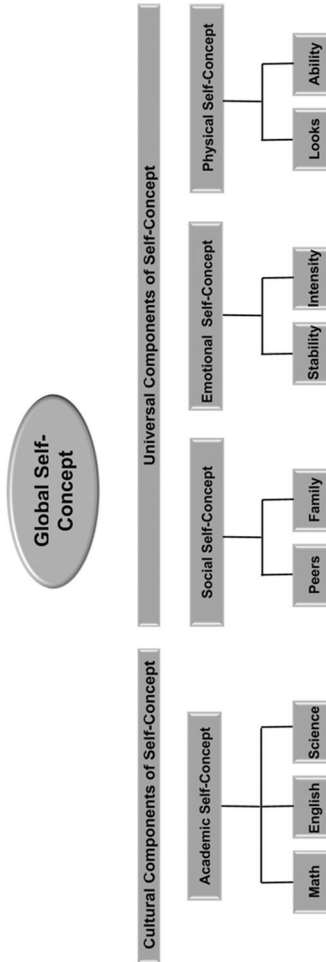 Global Self-
Concept
Cultural Components of Self-Concept
Universal Components of Self-Concept
Academic Self-Concept
Social Self-Concept
Emotional Self-Concept
Physical Self-Concept
Math
English
Science
Peers
Family
Stability
Intensity
Looks
Ability